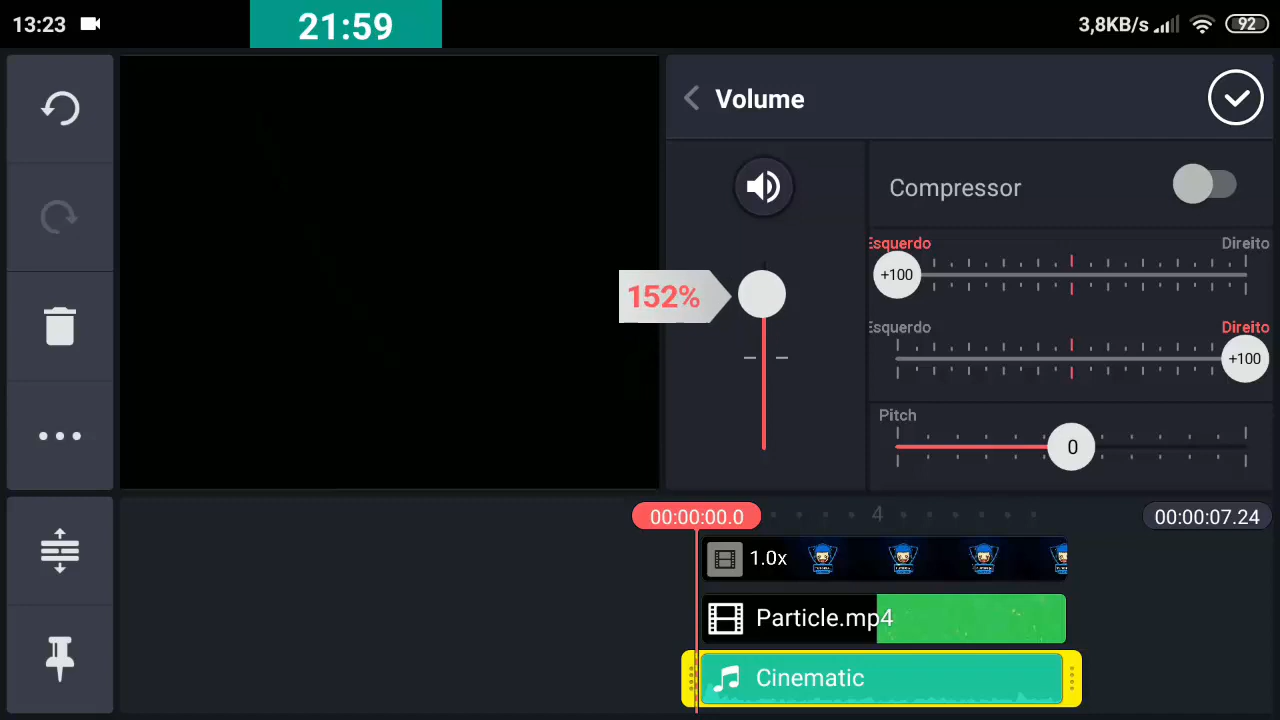 13:23
21:59
3,8KB/s
92
Volume
Compressor
Esquerdo
Direito
+100
152%
Esquerdo
Direito
+100
Pitch
0
00:00:00.0
4
00:00:07.24
1.0x
Particle.mp4
Cinematic